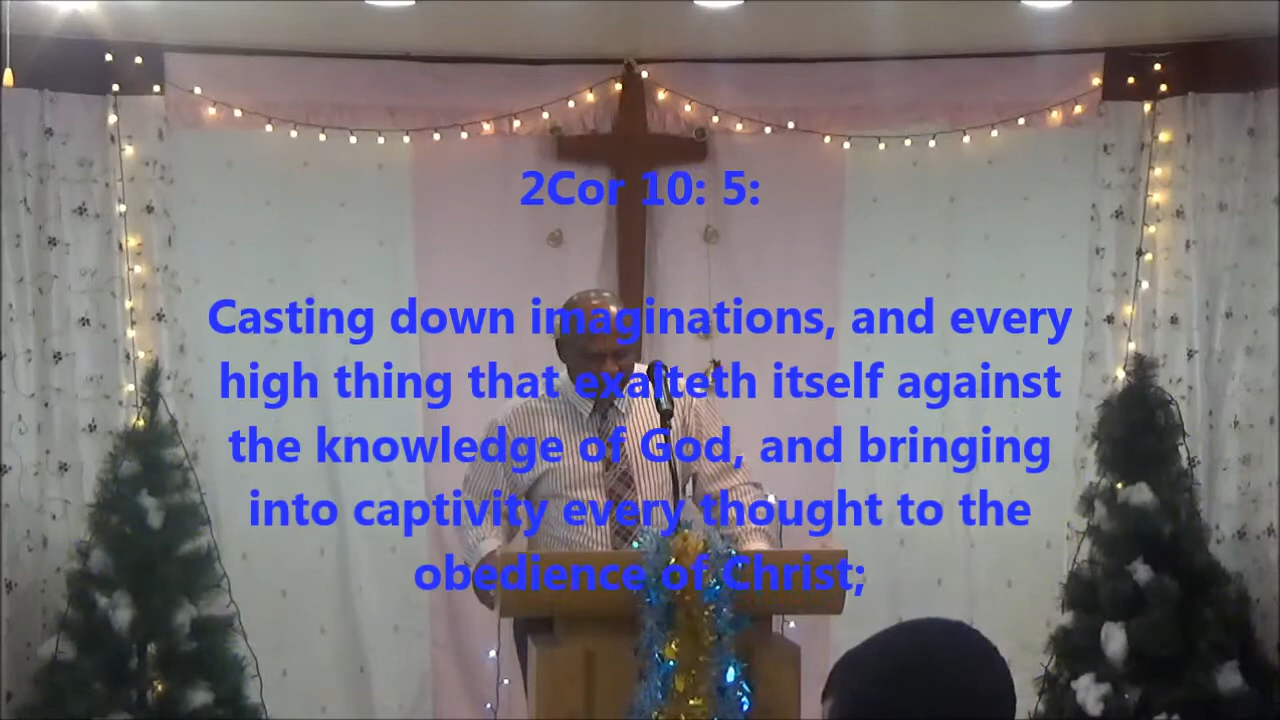 2Cor 10: 5:
Casting down imaginations, and every
high thing that exalteth itself against
the knowledge of God, and bringing
into captivity every thought to the
obedience of Christ;